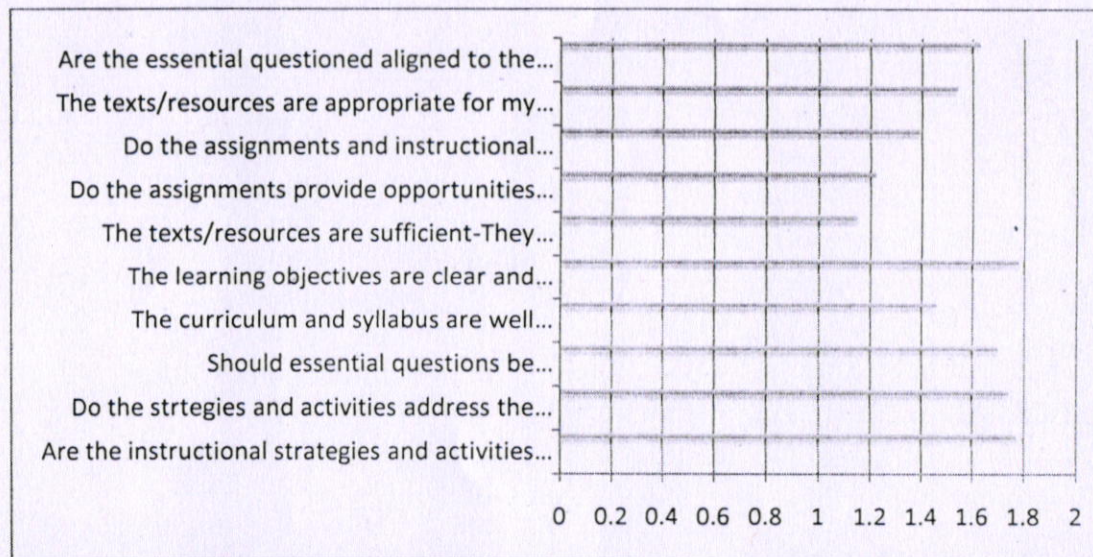 Are the essential questioned aligned to the...
The texts/resources are appropriate for my...
Do the assignments and instructional...
Do the assignments provide opportunities...
The texts/resources are sufficient-They...
The learning objectives are clear and...
The curriculum and syllabus are well...
Should essential questions be...
Do the strtegies and activities address the...
Are the instructional strategies and activities...
0 0.2 0.4 0.6 0.8 1 1.2 1.4 1.6 1.8 2